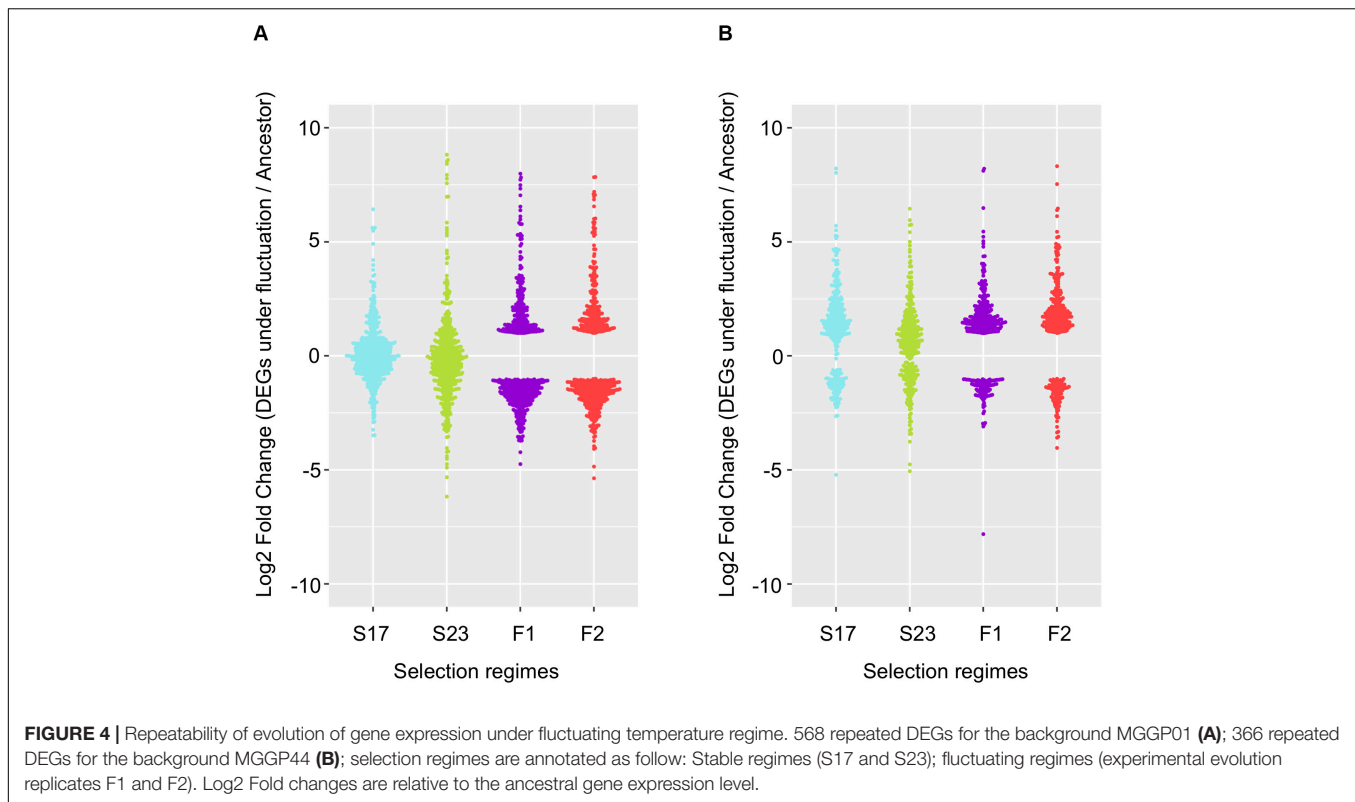 A
B
Log2 Fold Change (DEGs under fluctuation / Ancestor)
10
5
0
-5
-10
S17 S23 F1 F2
Selection regimes
Log2 Fold Change (DEGs under fluctuation / Ancestor)
10
5
0
-5
-10
S17 S23 F1 F2
Selection regimes
FIGURE 4 | Repeatability of evolution of gene expression under fluctuating temperature regime. 568 repeated DEGs for the background MGGP01 (A); 366 repeated
DEGs for the background MGGP44 (B); selection regimes are annotated as follow: Stable regimes (S17 and S23); fluctuating regimes (experimental evolution
replicates F1 and F2). Log2 Fold changes are relative to the ancestral gene expression level.